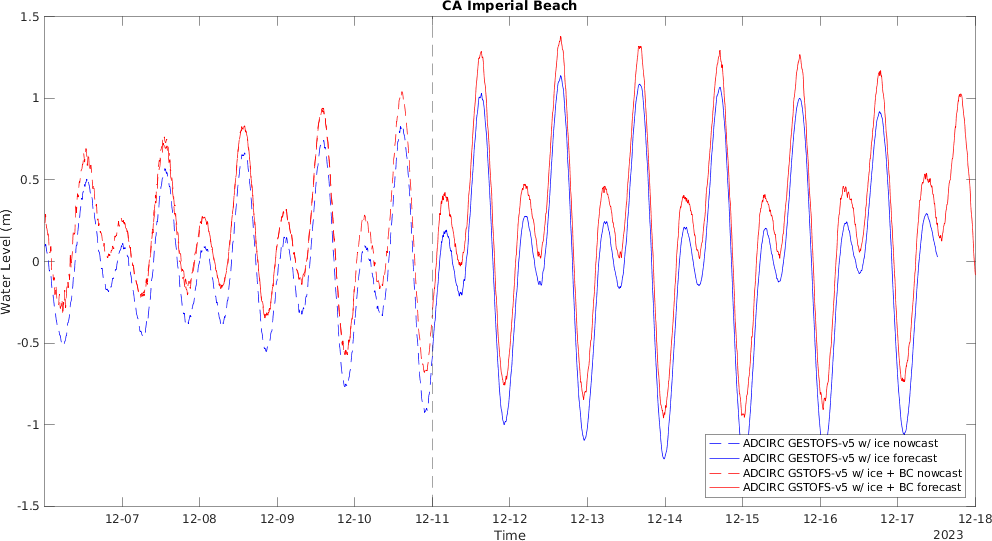 CA Imperial Beach
1.5
1
0.5
0
-0.5
-1
-1.5
Water Level (m)
ADCIRC GESTOFS-v5 w/ ice nowcast
ADCIRC GESTOFS-v5 w/ ice forecast
ADCIRC GSTOFS-v5 w/ ice + BC nowcast
ADCIRC GSTOFS-v5 w/ ice + BC forecast
12-07 12-08 12-09 12-10 12-11 12-12 12-13 12-14 12-15 12-16 12-17 12-18
Time
2023